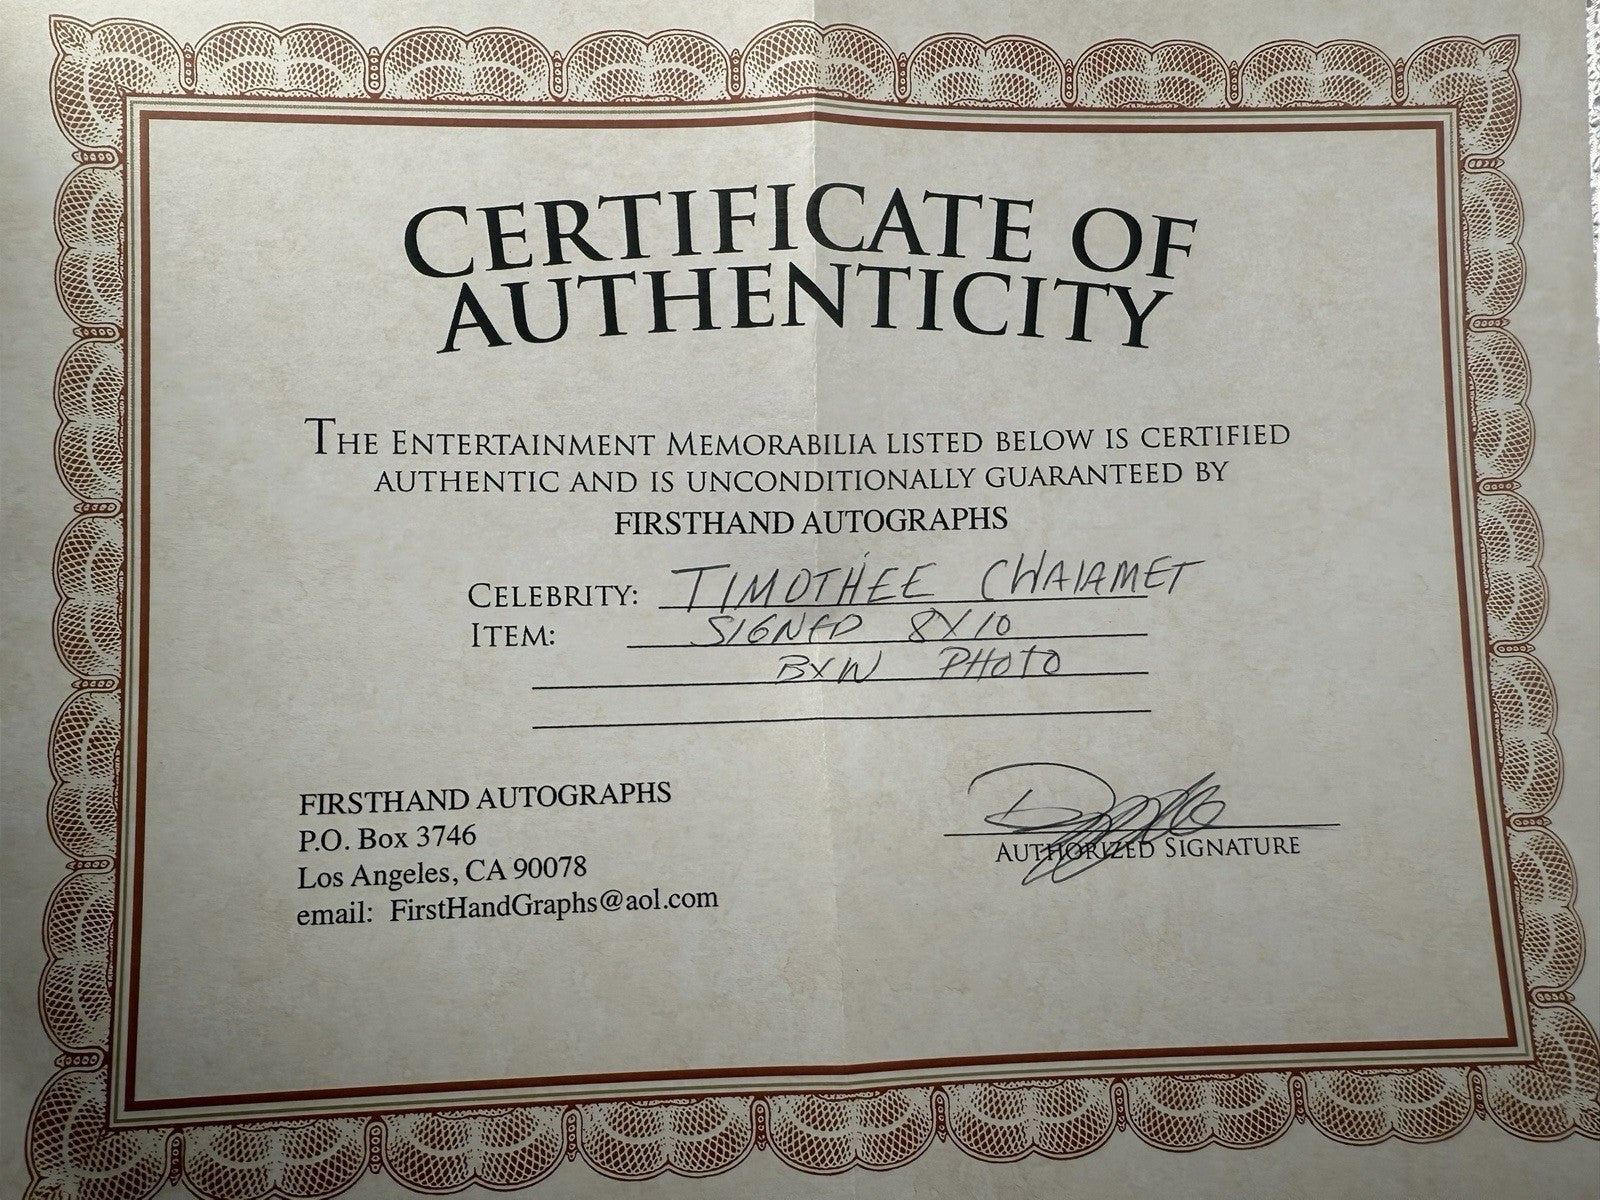 CERTIFICATE OF
AUTHENTICITY
THE ENTERTAINMENT MEMORABILIA LISTED BELOW IS CERTIFIED
AUTHENTIC AND IS UNCONDITIONALLY GUARANTEED BY
FIRSTHAND AUTOGRAPHS
CELEBRITY: TIMOTHÉE CHALAMET
ITEM: SIGNED 8X10
BXW PHOTO
FIRSTHAND AUTOGRAPHS
P.O. Box 3746
Los Angeles, CA 90078
email: FirstHandGraphs@aol.com
AUTHORIZED SIGNATURE